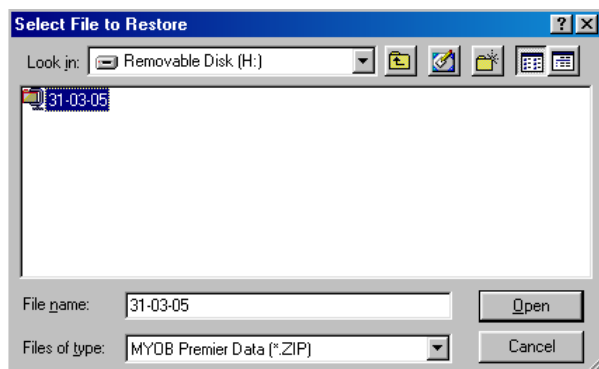 Select File to Restore
Look in: Removable Disk (H:)
31-03-05
File name: 31-03-05 Open
Files of type: MYOB Premier Data (*.ZIP) Cancel